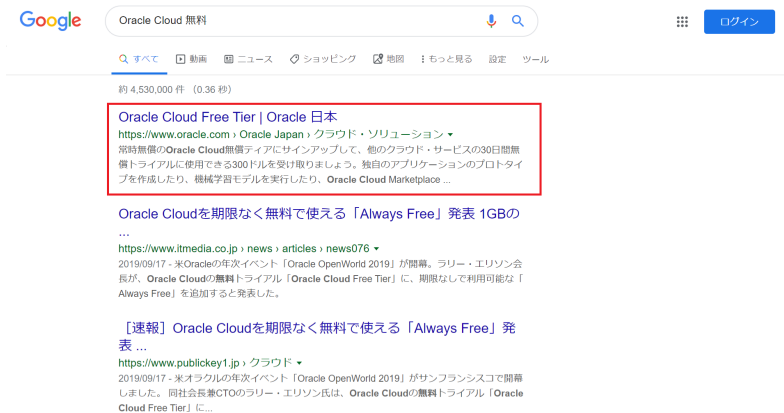 Google
Oracle Cloud 無料
ログイン
すべて 動画 ニュース ショッピング 地図 もっと見る 設定 ツール
約 4,530,000 件 (0.36 秒)
Oracle Cloud Free Tier | Oracle 日本
https://www.oracle.com › Oracle Japan › クラウド・ソリューション
常時無償のOracle Cloud無償ティアにサインアップして、他のクラウド・サービスの30日間無
償トライアルに使用できる300ドルを受け取りましょう。独自のアプリケーションのプロトタイ
プを作成したり、機械学習モデルを実行したり、Oracle Cloud Marketplace ...
Oracle Cloudを期限なく無料で使える「Always Free」発表 1GBの
...
https://www.itmedia.co.jp › news › articles › news076
2019/09/17 - 米Oracleの年次イベント「Oracle OpenWorld 2019」が開幕。ラリー・エリソン会
長が、Oracle Cloudの無料トライアル「Oracle Cloud Free Tier」に、期限なしで利用可能な「
Always Free」を追加すると発表した。
［速報］Oracle Cloudを期限なく無料で使える「Always Free」発
表 ...
https://www.publickey1.jp › クラウド
2019/09/17 - 米オラクルの年次イベント「Oracle OpenWorld 2019」がサンフランシスコで開幕
しました。 同社会長兼CTOのラリー・エリソン氏は、Oracle Cloudの無料トライアル「Oracle
Cloud Free Tier」に...